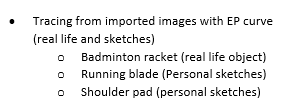 • Tracing from imported images with EP curve
(real life and sketches)
o Badminton racket (real life object)
o Running blade (Personal sketches)
o Shoulder pad (personal sketches)